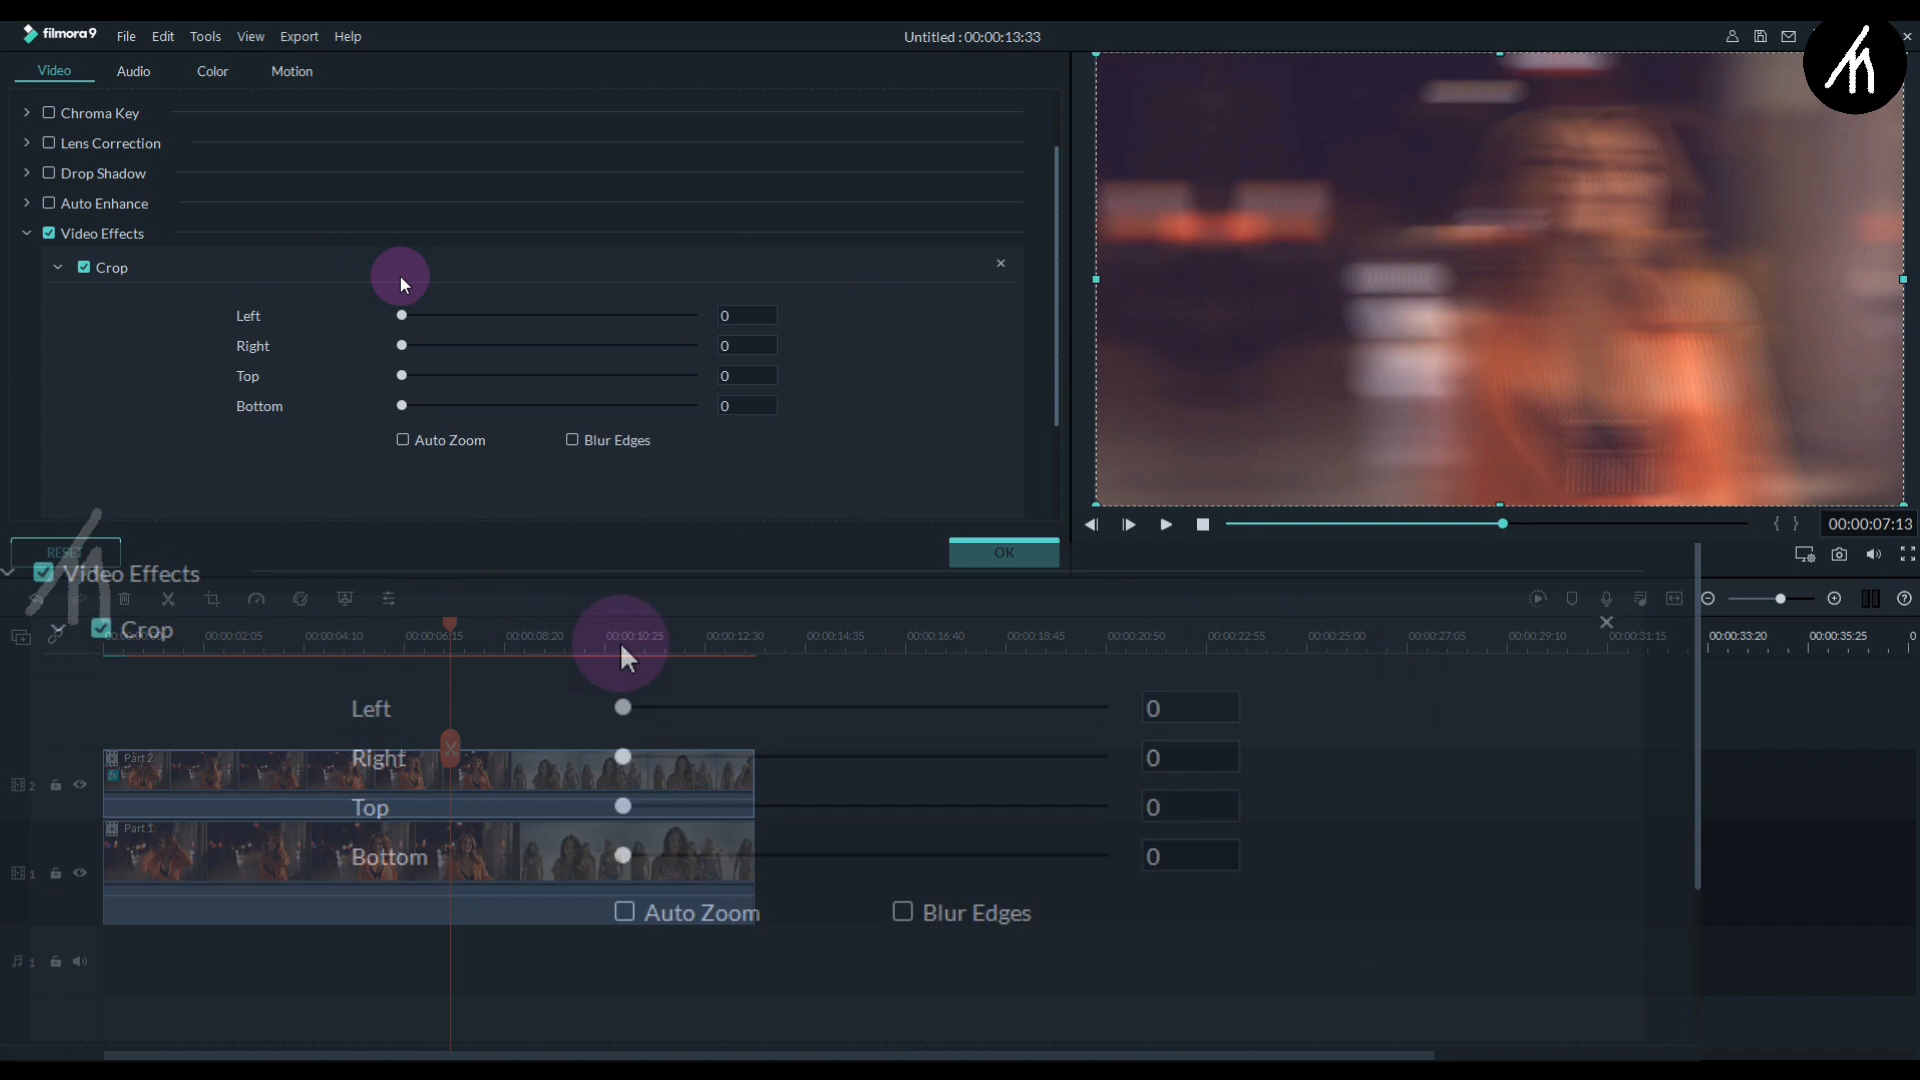 filmora9 File Edit Tools View Export Help Untitled : 00:00:13:33
Video Audio Color Motion
Chroma Key
Lens Correction
Drop Shadow
Auto Enhance
Video Effects
Crop
Left 0
Right 0
Top 0
Bottom 0
Auto Zoom Blur Edges
{ } 00:00:07:13
RESET OK
Video Effects
Crop
00:00:02:05 00:00:04:10 00:00:06:15 00:00:08:20 00:00:10:25 00:00:12:30 00:00:14:35 00:00:16:40 00:00:18:45 00:00:20:50 00:00:22:55 00:00:25:00 00:00:27:05 00:00:29:10 00:00:31:15 00:00:33:20 00:00:35:25 0
Left 0
Part 2
Right 0
2
Top 0
Part 1
Bottom 0
1
Auto Zoom Blur Edges
1